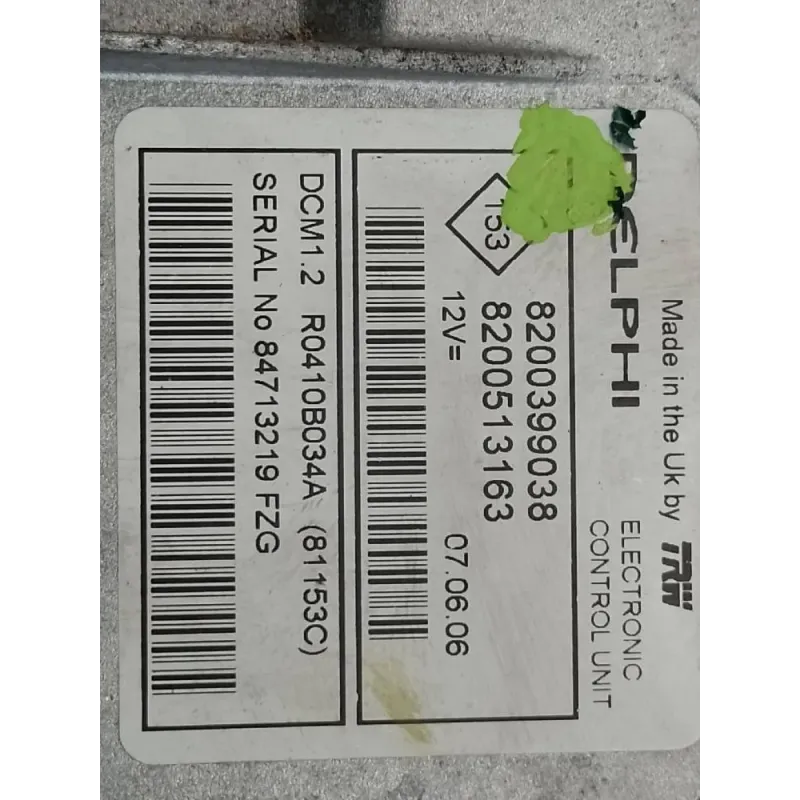 Made in the Uk by TRW
DELPHI
ELECTRONIC
CONTROL UNIT
8200399038
153
8200513163
12V=
07.06.06
DCM1.2 R0410B034A (81153C)
SERIAL No 84713219 FZG